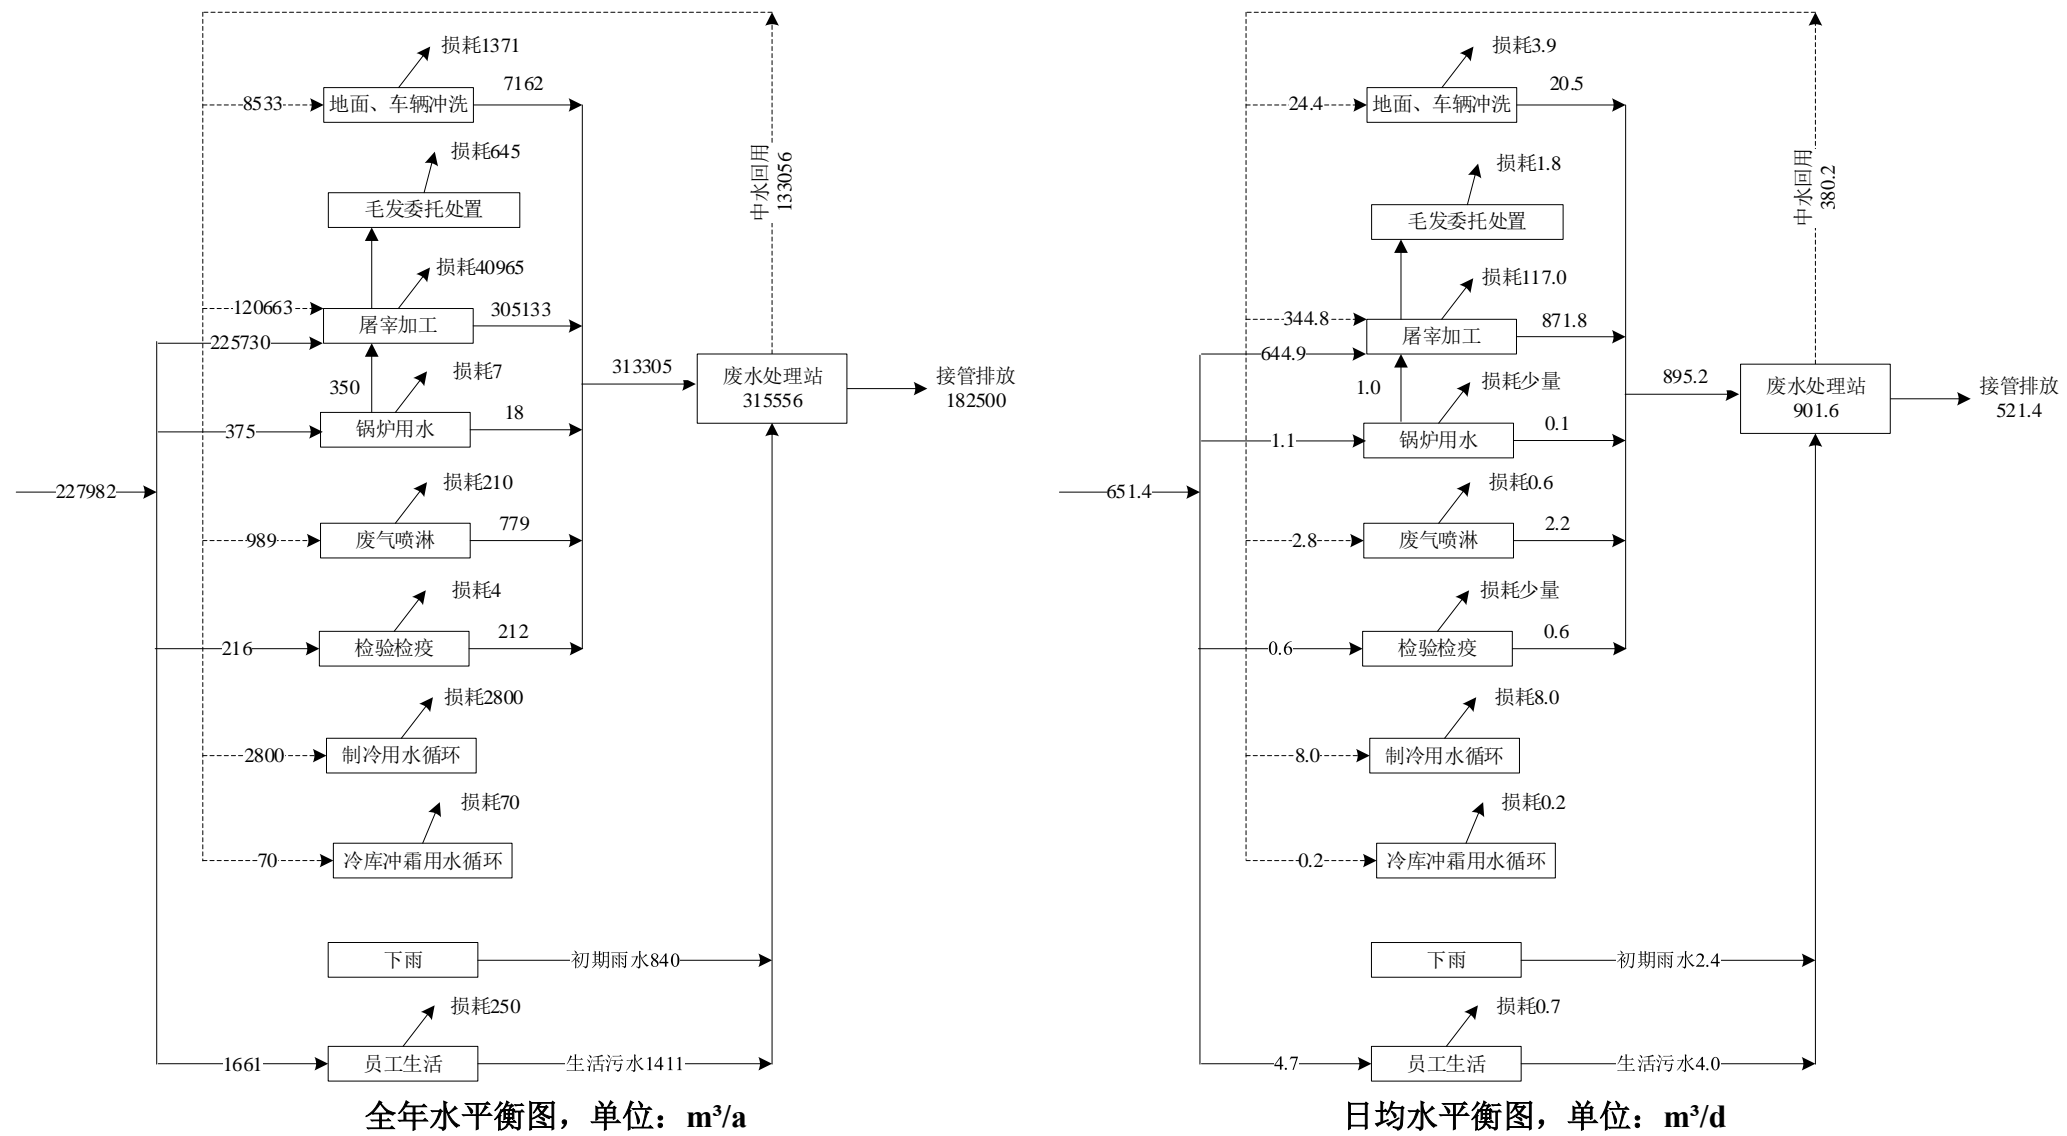 损耗1371
7162
8533
地面、车辆冲洗
损耗645
毛发委托处置
中水回用
133056
损耗40965
120663
305133
屠宰加工
225730
损耗7
350
313305
废水处理站
315556
接管排放
182500
375
锅炉用水
18
227982
损耗210
779
989
废气喷淋
损耗4
212
216
检验检疫
损耗2800
2800
制冷用水循环
损耗70
70
冷库冲霜用水循环
下雨
初期雨水840
损耗250
1661
员工生活
生活污水1411
全年水平衡图，单位：m³/a
损耗3.9
20.5
24.4
地面、车辆冲洗
损耗1.8
毛发委托处置
中水回用
380.2
损耗117.0
344.8
871.8
屠宰加工
644.9
损耗少量
1.0
895.2
废水处理站
901.6
接管排放
521.4
1.1
锅炉用水
0.1
651.4
损耗0.6
2.2
2.8
废气喷淋
损耗少量
0.6
0.6
检验检疫
损耗8.0
8.0
制冷用水循环
损耗0.2
0.2
冷库冲霜用水循环
下雨
初期雨水2.4
损耗0.7
4.7
员工生活
生活污水4.0
日均水平衡图，单位：m³/d